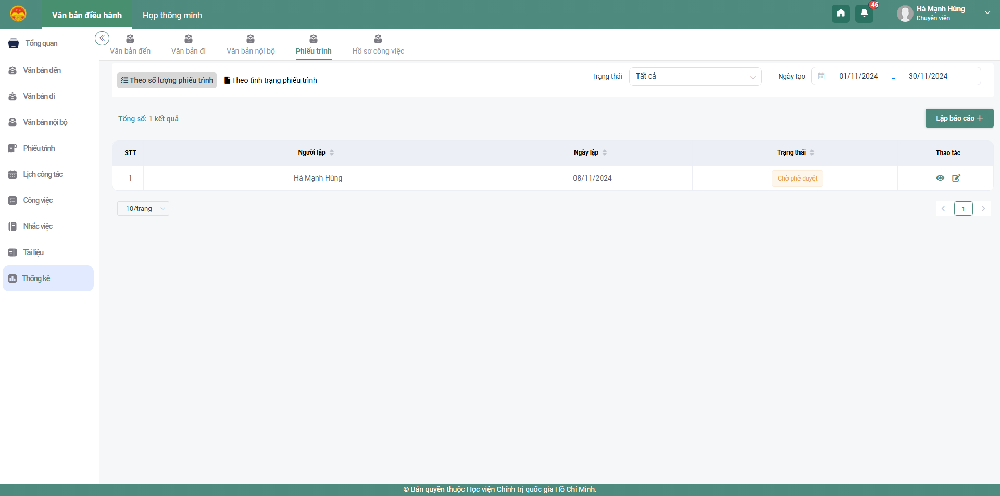 Văn bản điều hành
Họp thông minh
46
Hà Mạnh Hùng
Chuyên viên
Tổng quan
Văn bản đến
Văn bản đi
Văn bản nội bộ
Phiếu trình
Lịch công tác
Công việc
Nhắc việc
Tài liệu
Thống kê
Văn bản đến
Văn bản đi
Văn bản nội bộ
Phiếu trình
Hồ sơ công việc
Theo số lượng phiếu trình
Theo tình trạng phiếu trình
Trạng thái
Tất cả
Ngày tạo
01/11/2024 – 30/11/2024
Tổng số: 1 kết quả
Lập báo cáo +
STT Người lập Ngày lập Trạng thái Thao tác
1 Hà Mạnh Hùng 08/11/2024 Chờ phê duyệt
10/trang
1
© Bản quyền thuộc Học viện Chính trị quốc gia Hồ Chí Minh.